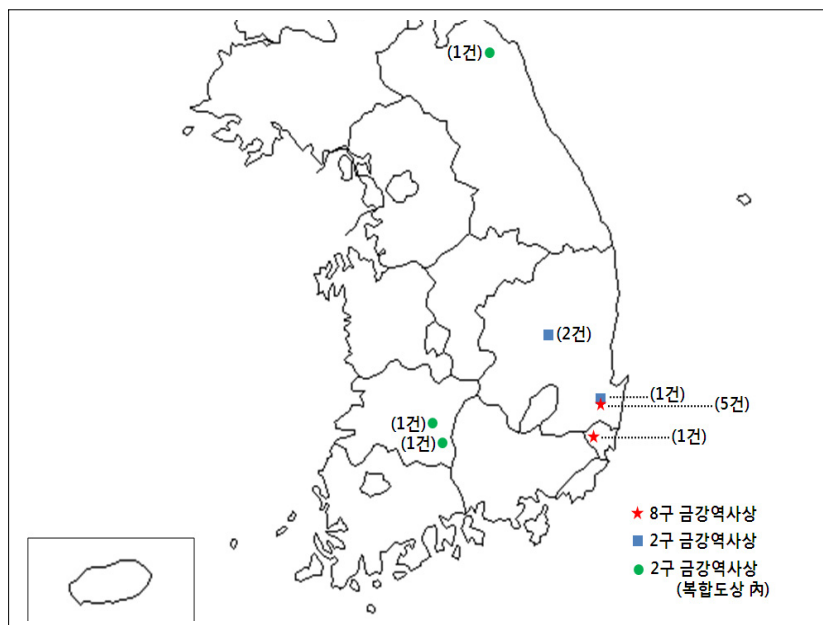 (1건)
(2건)
(1건)
(5건)
(1건)
(1건)
(1건)
8구 금강역사상
2구 금강역사상
2구 금강역사상
(복합도상 內)